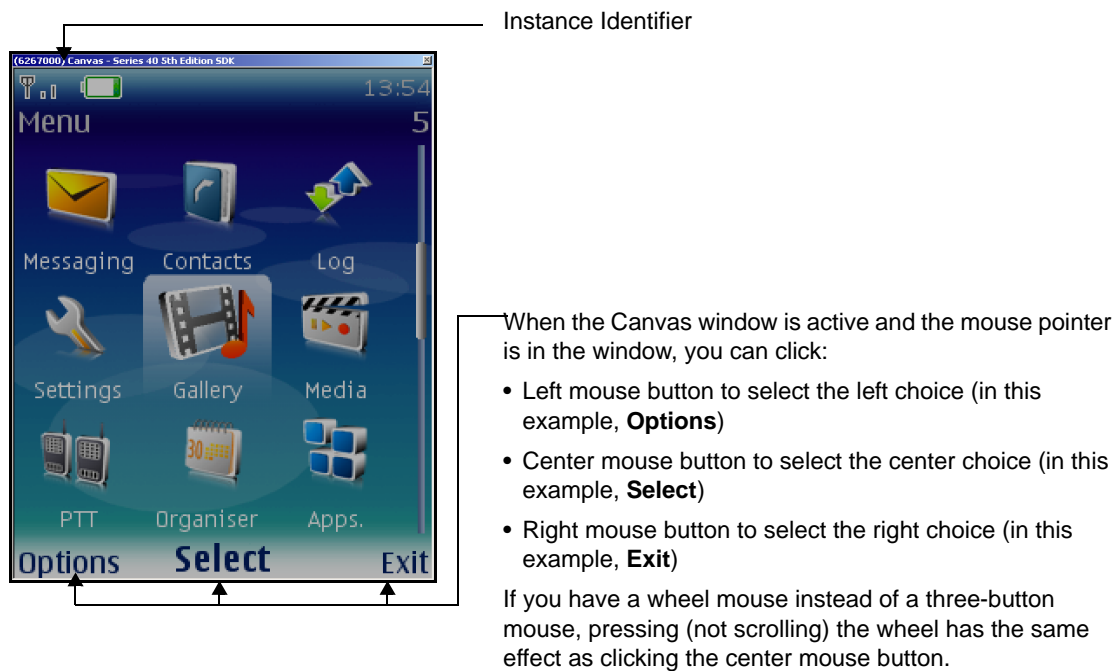 Instance Identifier
(6267000) Canvas - Series 40 5th Edition SDK
13:54
Menu 5
Messaging Contacts Log
Settings Gallery Media
30
PTT Organiser Apps.
Options Select Exit
When the Canvas window is active and the mouse pointer
is in the window, you can click:
• Left mouse button to select the left choice (in this
example, Options)
• Center mouse button to select the center choice (in this
example, Select)
• Right mouse button to select the right choice (in this
example, Exit)
If you have a wheel mouse instead of a three-button
mouse, pressing (not scrolling) the wheel has the same
effect as clicking the center mouse button.